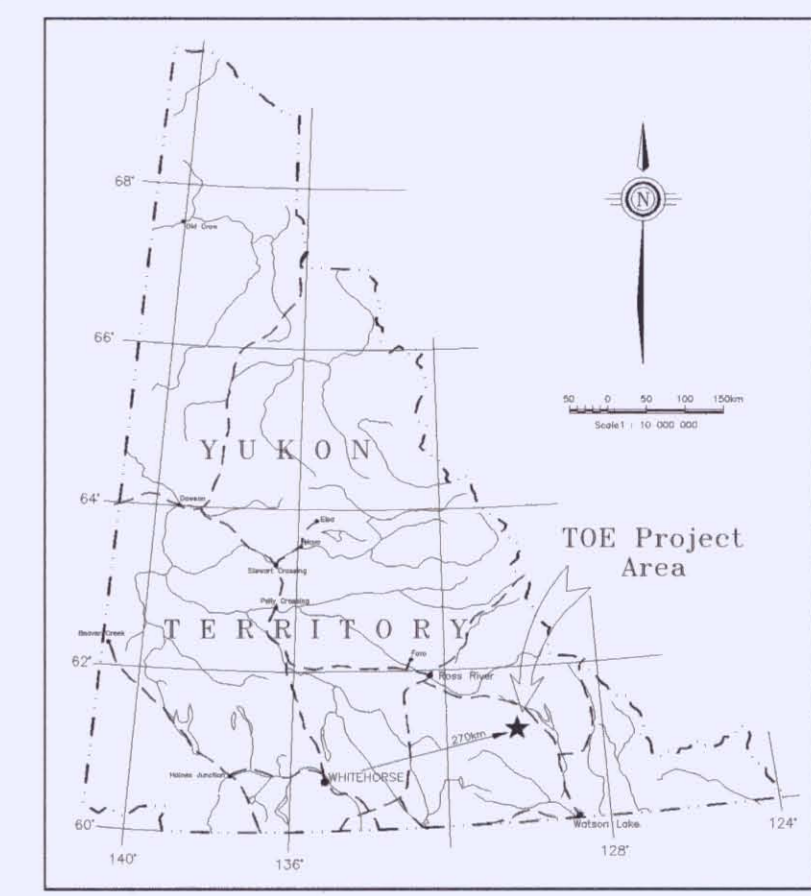 68°
N
Old Crow
66°
50 0 50 100 150km
Scale 1 : 10 000 000
YUKON
64°
Dawson
Elsa
Mayo
TOE Project
Area
Stewart Crossing
Pelly Crossing
TERRITORY
Beaver Creek
62°
Faro
Ross River
270km
Haines Junction
WHITEHORSE
60°
Watson Lake
124°
140°
136°
128°